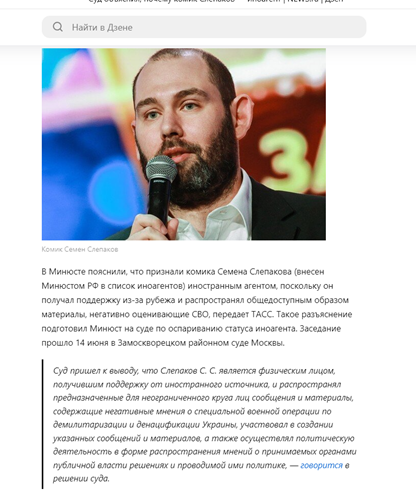 Суд объяснил, почему комик Слепаков — иноагент | NEWS.ru | Дзен
Найти в Дзене
ЗА
Комик Семен Слепаков
В Минюсте пояснили, что признали комика Семена Слепакова (внесен
Минюстом РФ в список иноагентов) иностранным агентом, поскольку он
получал поддержку из-за рубежа и распространял общедоступным образом
материалы, негативно оценивающие СВО, передает ТАСС. Такое разъяснение
подготовил Минюст на суде по оспариванию статуса иноагента. Заседание
прошло 14 июня в Замоскворецком районном суде Москвы.
Суд пришел к выводу, что Слепаков С. С. является физическим лицом,
получившим поддержку от иностранного источника, и распространял
предназначенные для неограниченного круга лиц сообщения и материалы,
содержащие негативные мнения о специальной военной операции по
демилитаризации и денацификации Украины, участвовал в создании
указанных сообщений и материалов, а также осуществлял политическую
деятельность в форме распространения мнений о принимаемых органами
публичной власти решениях и проводимой ими политике, — говорится в
решении суда.